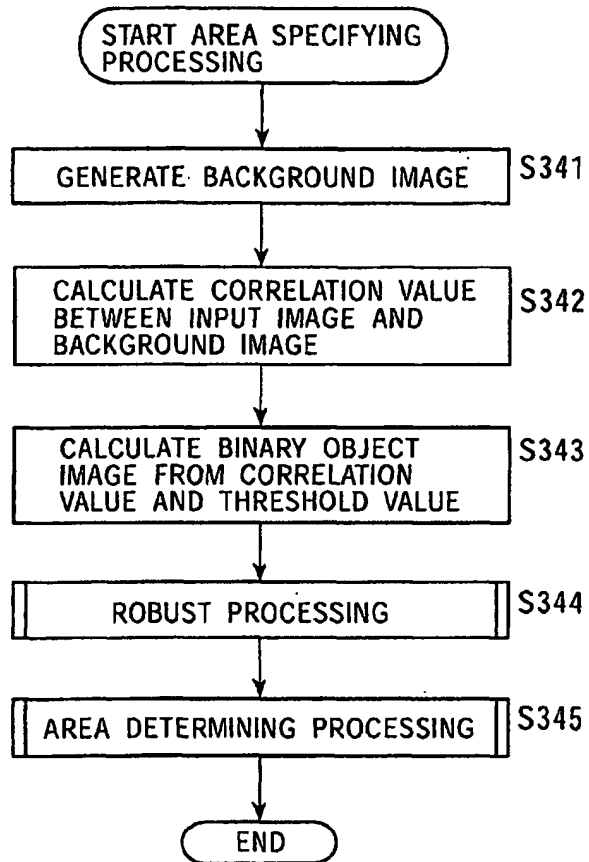 START AREA SPECIFYING
PROCESSING
GENERATE BACKGROUND IMAGE
S341
CALCULATE CORRELATION VALUE
BETWEEN INPUT IMAGE AND
BACKGROUND IMAGE
S342
CALCULATE BINARY OBJECT
IMAGE FROM CORRELATION
VALUE AND THRESHOLD VALUE
S343
ROBUST PROCESSING
S344
AREA DETERMINING PROCESSING
S345
END